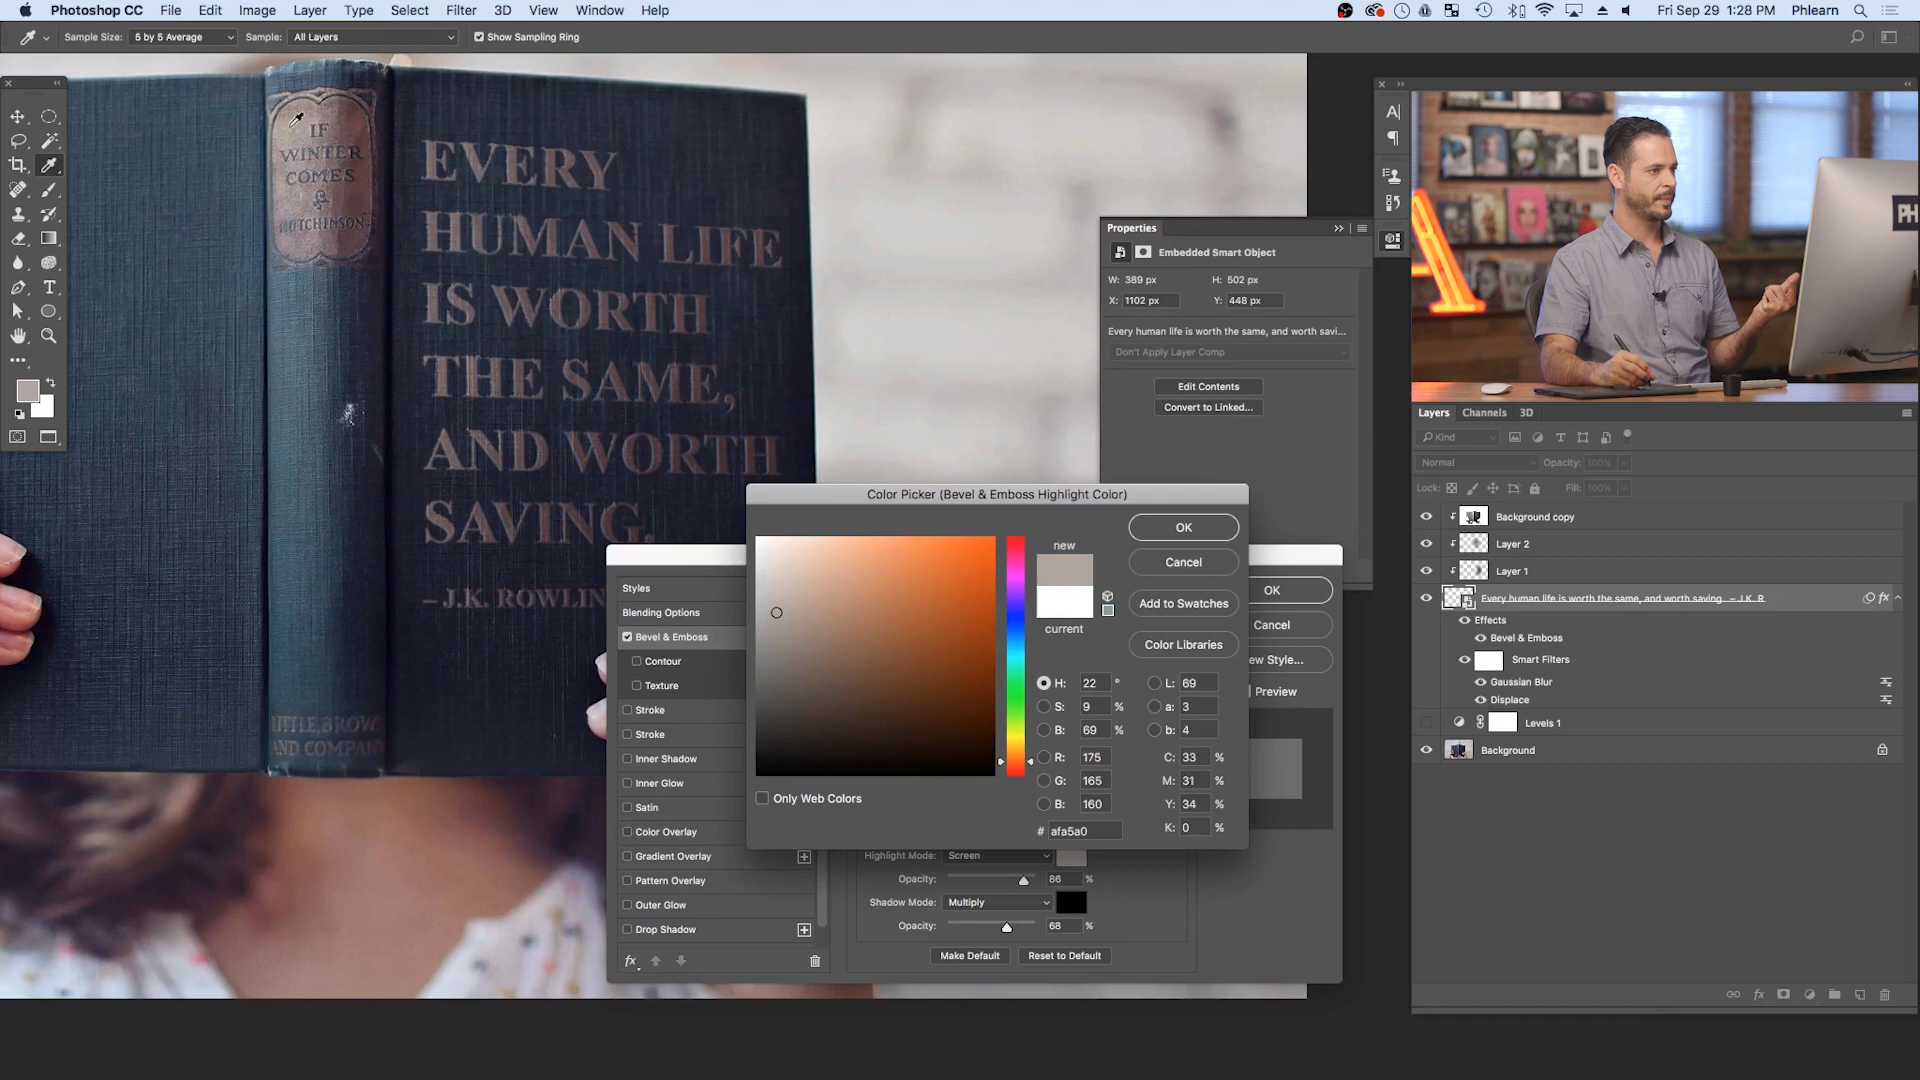 Photoshop CC File Edit Image Layer Type Select Filter 3D View Window Help
Fri Sep 29 1:28 PM Phlearn
Sample Size: 5 by 5 Average Sample: All Layers Show Sampling Ring
IF
WINTER
COMES
&
HUTCHINSON
LITTLE, BROWN
AND COMPANY
EVERY
HUMAN LIFE
IS WORTH
THE SAME,
AND WORTH
SAVING.
– J.K. ROWLIN
Properties
Embedded Smart Object
W: 389 px H: 502 px
X: 1102 px Y: 448 px
Every human life is worth the same, and worth savi...
Don't Apply Layer Comp
Edit Contents
Convert to Linked...
Color Picker (Bevel & Emboss Highlight Color)
new
current
OK
Cancel
Add to Swatches
Color Libraries
H: 22 ° L: 69
S: 9 % a: 3
B: 69 % b: 4
R: 175 C: 33 %
G: 165 M: 31 %
B: 160 Y: 34 %
# afa5a0 K: 0 %
Only Web Colors
Styles
Blending Options
Bevel & Emboss
Contour
Texture
Stroke
Stroke
Inner Shadow
Inner Glow
Satin
Color Overlay
Gradient Overlay
Pattern Overlay
Outer Glow
Drop Shadow
fx
Highlight Mode: Screen
Opacity: 86 %
Shadow Mode: Multiply
Opacity: 68 %
Make Default Reset to Default
OK
Cancel
ew Style...
Preview
PH
Layers Channels 3D
Kind
Normal Opacity: 100%
Lock: Fill: 100%
Background copy
Layer 2
Layer 1
Every human life is worth the same, and worth saving. – J.K. R
fx
Effects
Bevel & Emboss
Smart Filters
Gaussian Blur
Displace
Levels 1
Background
fx